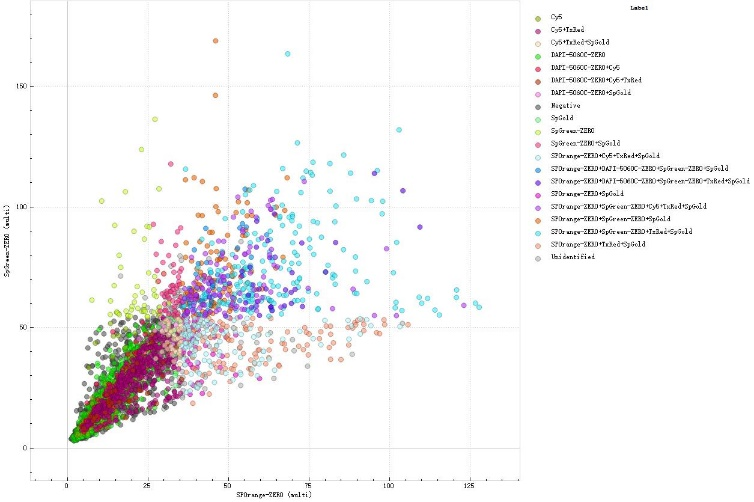 Label
Cy5
Cy5+TxRed
Cy5+TxRed+SpGold
DAPI-5060C-ZERO
DAPI-5060C-ZERO+Cy5
DAPI-5060C-ZERO+Cy5+TxRed
DAPI-5060C-ZERO+SpGold
Negative
SpGold
SpGreen-ZERO
SpGreen-ZERO+SpGold
SPOrange-ZERO+Cy5+TxRed+SpGold
SPOrange-ZERO+DAPI-5060C-ZERO+SpGreen-ZERO+SpGold
SPOrange-ZERO+DAPI-5060C-ZERO+SpGreen-ZERO+TxRed+SpGold
SPOrange-ZERO+SpGold
SPOrange-ZERO+SpGreen-ZERO+Cy5+TxRed+SpGold
SPOrange-ZERO+SpGreen-ZERO+SpGold
SPOrange-ZERO+SpGreen-ZERO+TxRed+SpGold
SPOrange-ZERO+TxRed+SpGold
Unidentified
SpGreen-ZERO (multi)
150
100
50
0
0
25
50
75
100
125
SPOrange-ZERO (multi)